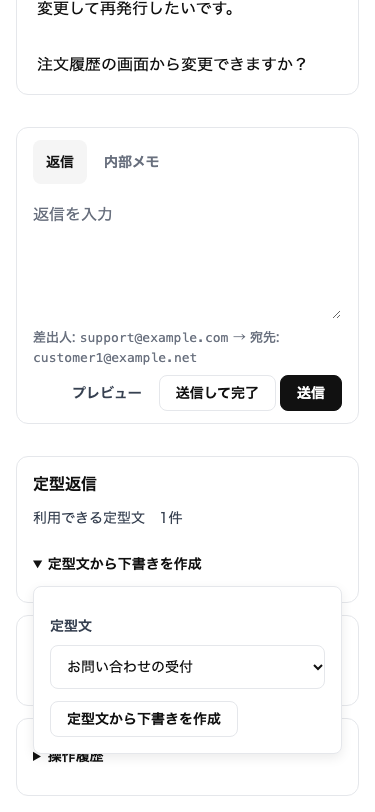 変更して再発行したいです。
注文履歴の画面から変更できますか？
返信 内部メモ
返信を入力
差出人: support@example.com → 宛先:
customer1@example.net
プレビュー 送信して完了 送信
定型返信
利用できる定型文 1件
▼ 定型文から下書きを作成
定型文
お問い合わせの受付
定型文から下書きを作成
▶ 操作履歴